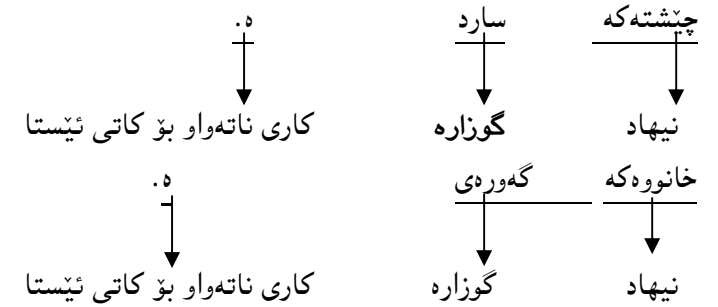 چێشتەکە سارد ە.
نیهاد گوزارە کاری ناتەواو بۆ کاتی ئێستا
خانووەکە گەورەی ە.
نیهاد گوزارە کاری ناتەواو بۆ کاتی ئێستا